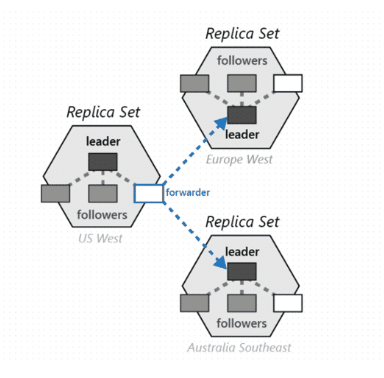 Replica Set
followers
leader
Europe West
Replica Set
leader
forwarder
followers
US West
Replica Set
leader
followers
Australia Southeast